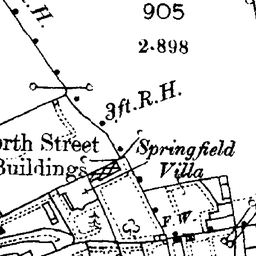 R. H.
905
2·898
3ft. R. H.
orth Street
Buildings
Springfield
Villa
F W